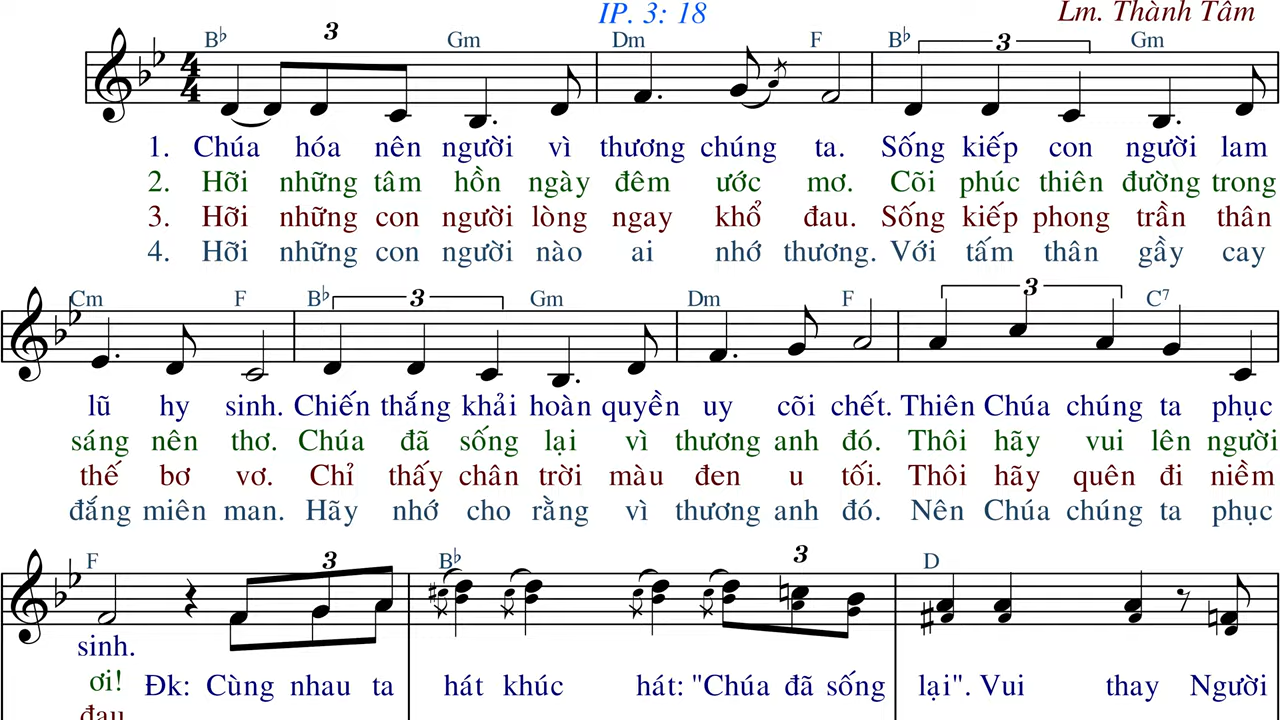 IP. 3: 18
Lm. Thành Tâm
3
B♭ Gm Dm F B♭ 3 Gm
1. Chúa hóa nên người vì thương chúng ta. Sống kiếp con người lam
2. Hỡi những tâm hồn ngày đêm ước mơ. Cõi phúc thiên đường trong
3. Hỡi những con người lòng ngay khổ đau. Sống kiếp phong trần thân
4. Hỡi những con người nào ai nhớ thương. Với tấm thân gầy cay
Cm F B♭ 3 Gm Dm F 3 C7
lũ hy sinh. Chiến thắng khải hoàn quyền uy cõi chết. Thiên Chúa chúng ta phục
sáng nên thơ. Chúa đã sống lại vì thương anh đó. Thôi hãy vui lên người
thế bơ vơ. Chỉ thấy chân trời màu đen u tối. Thôi hãy quên đi niềm
đắng miên man. Hãy nhớ cho rằng vì thương anh đó. Nên Chúa chúng ta phục
F 3 B♭ 3 D
sinh.
ơi! Đk: Cùng nhau ta hát khúc hát: "Chúa đã sống lại". Vui thay Người
đau